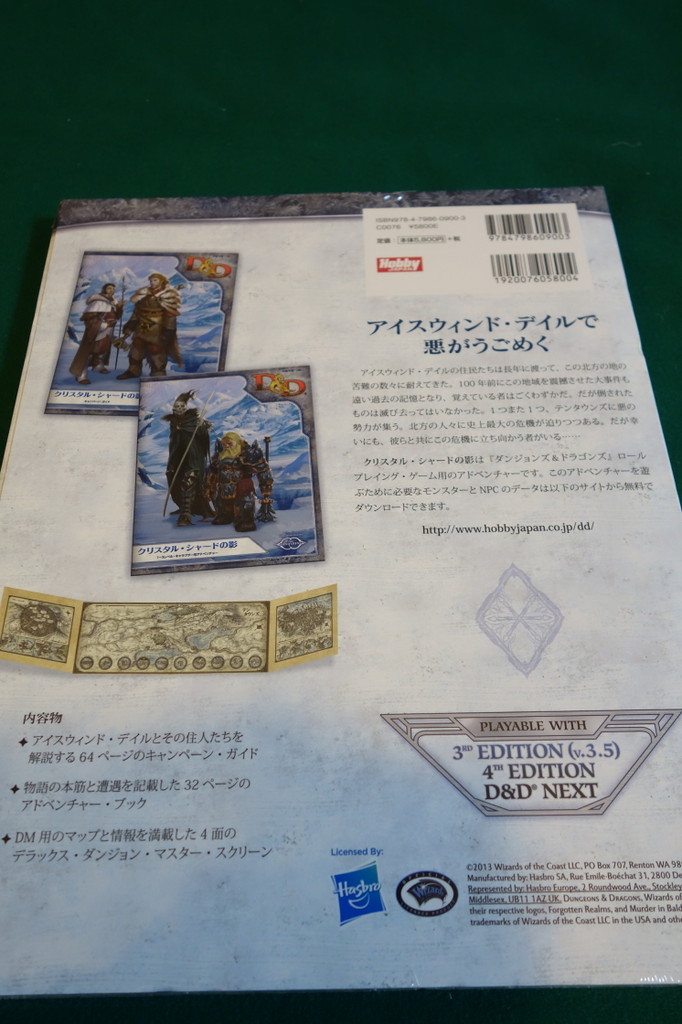 ISBN978-4-7986-0900-3
C0076 ¥5800E
定価:本体5,800円+税
9784798609003
Hobby
JAPAN
1920076058004
D&D
クリスタル・シャードの影
D&D
クリスタル・シャードの影
アイスウィンド・デイルで
悪がうごめく
アイスウィンド・デイルの住民たちは長年に渡って、この北方の地の
苦難の数々に耐えてきた。100年前にこの地域を震撼させた大事件も
遠い過去の記憶となり、覚えている者はごくわずかだ。だが倒された
ものは滅び去ってはいなかった。1つまた1つ、テンタウンズに悪の
勢力が集う。北方の人々に史上最大の危機が迫りつつある。だが幸
いにも、彼らと共にこの危機に立ち向かう者がいる……
クリスタル・シャードの影は『ダンジョンズ&ドラゴンズ』ロール
プレイング・ゲーム用のアドベンチャーです。このアドベンチャーを遊
ぶために必要なモンスターとNPCのデータは以下のサイトから無料で
ダウンロードできます。
http://www.hobbyjapan.co.jp/dd/
内容物
アイスウィンド・デイルとその住人たちを
解説する64ページのキャンペーン・ガイド
物語の本筋と遭遇を記載した32ページの
アドベンチャー・ブック
DM用のマップと情報を満載した4面の
デラックス・ダンジョン・マスター・スクリーン
PLAYABLE WITH
3RD EDITION (v.3.5)
4TH EDITION
D&D® NEXT
Licensed By:
Hasbro
Wizards
©2013 Wizards of the Coast LLC, PO Box 707, Renton WA 98
Manufactured by: Hasbro SA, Rue Emile-Boéchat 31, 2800 De
Represented by: Hasbro Europe, 2 Roundwood Ave., Stockley
Middlesex, UB11 1AZ UK. DUNGEONS & DRAGONS, Wizards of
their respective logos, Forgotten Realms, and Murder in Bald
trademarks of Wizards of the Coast LLC in the USA and othe